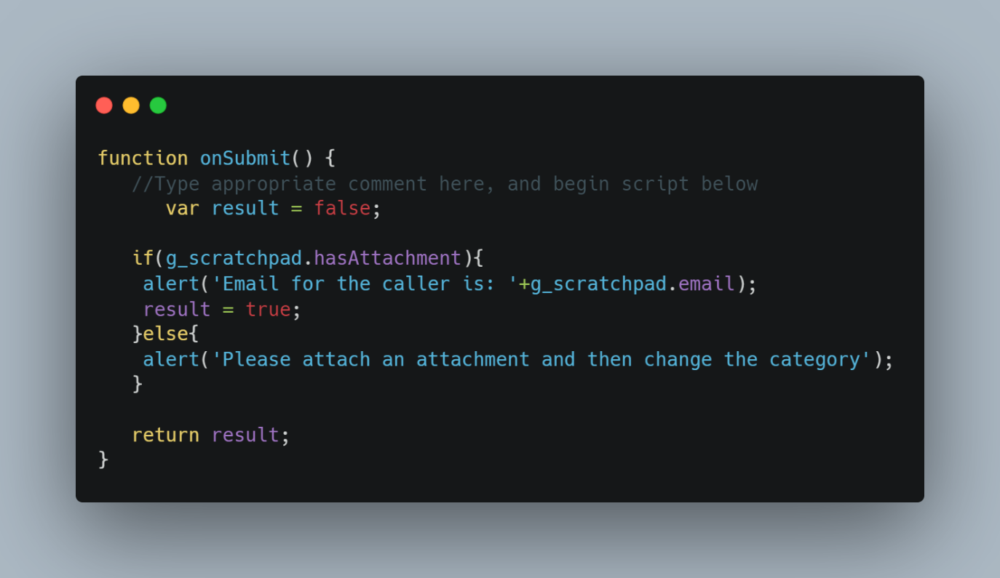 function onSubmit() {
   //Type appropriate comment here, and begin script below
      var result = false;

   if(g_scratchpad.hasAttachment){
    alert('Email for the caller is: '+g_scratchpad.email);
    result = true;
   }else{
    alert('Please attach an attachment and then change the category');
   }

   return result;
}